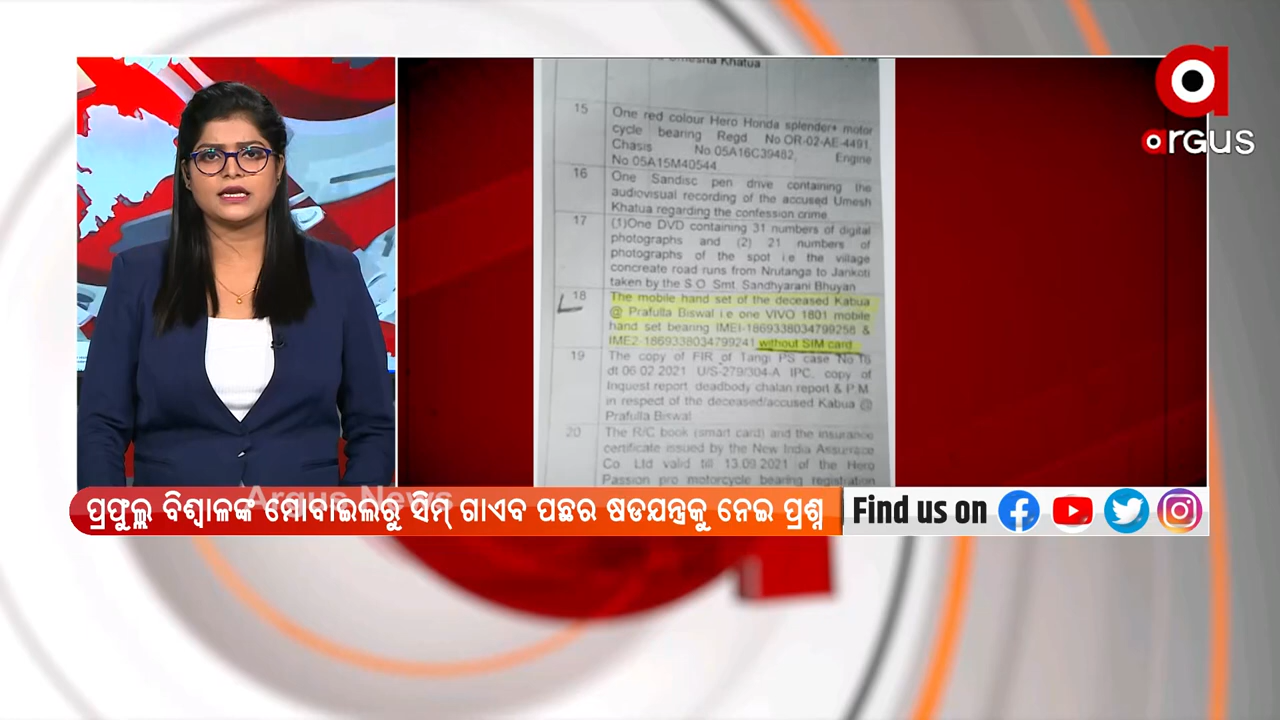 Umesha Khatua
15 One red colour Hero Honda splender+ motor
cycle bearing Regd No.OR-02-AE-4491,
Chasis No.05A16C39482, Engine
No.05A15M40544
16 One Sandisc pen drive containing the
audiovisual recording of the accused Umesh
Khatua regarding the confession crime.
17 (1)One DVD containing 31 numbers of digital
photographs and (2) 21 numbers of
photographs of the spot i.e the village
concreate road runs from Nrutanga to Jankoti
taken by the S.O. Smt. Sandhyarani Bhuyan
18 The mobile hand set of the deceased Kabua
@ Prafulla Biswal i.e one VIVO 1801 mobile
hand set bearing IMEI-1869338034799258 &
IME2-1869338034799241 without SIM card
19 The copy of FIR of Tangi PS case No.16
dt 06.02.2021 U/S-279/304-A IPC, copy of
Inquest report, deadbody chalan report & P.M.
in respect of the deceased/accused Kabua @
Prafulla Biswal
20 The R/C book (smart card) and the insurance
certificate issued by the New India Assurrace
Co. Ltd valid till 13.09.2021 of the Hero
Passion pro motorcycle bearing registration
argus
Argus News
ପ୍ରଫୁଲ୍ଲ ବିଶ୍ୱାଳଙ୍କ ମୋବାଇଲରୁ ସିମ୍ ଗାଏବ ପଛର ଷଡଯନ୍ତ୍ରକୁ ନେଇ ପ୍ରଶ୍ନ
Find us on